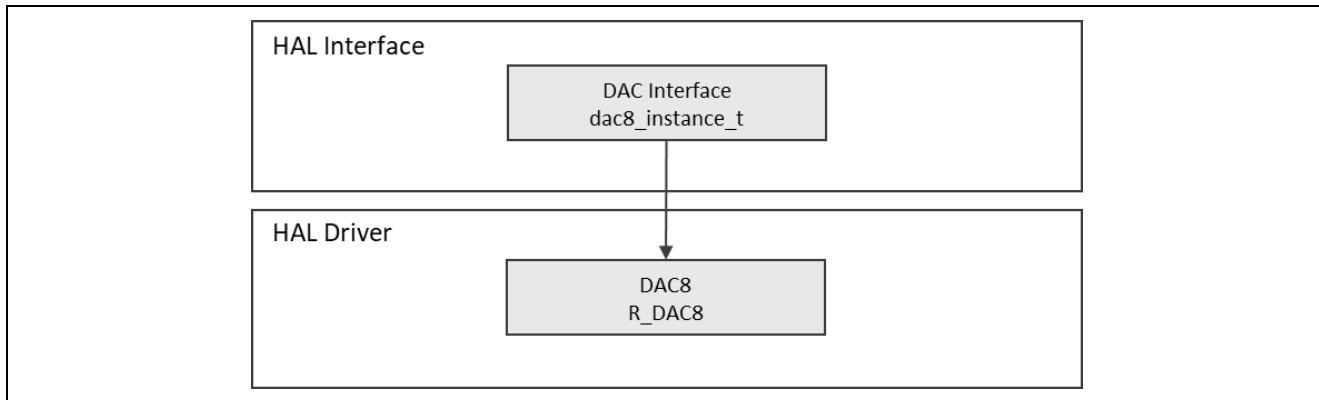 HAL Interface
DAC Interface
dac8_instance_t
HAL Driver
DAC8
R_DAC8